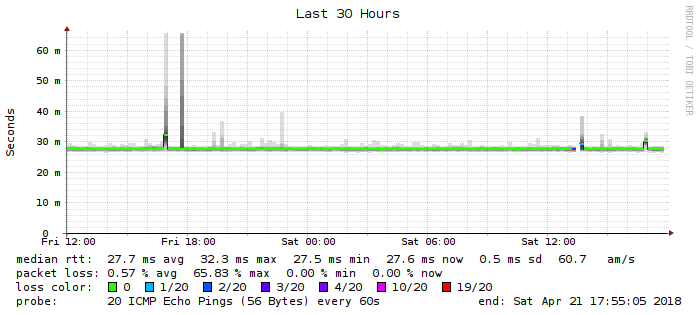 Last 30 Hours
RRDTOOL / TOBI OETIKER
Seconds
60 m
50 m
40 m
30 m
20 m
10 m
0
Fri 12:00 Fri 18:00 Sat 00:00 Sat 06:00 Sat 12:00
median rtt: 27.7 ms avg 32.3 ms max 27.5 ms min 27.6 ms now 0.5 ms sd 60.7 am/s
packet loss: 0.57 % avg 65.83 % max 0.00 % min 0.00 % now
loss color: 0 1/20 2/20 3/20 4/20 10/20 19/20
probe: 20 ICMP Echo Pings (56 Bytes) every 60s end: Sat Apr 21 17:55:05 2018